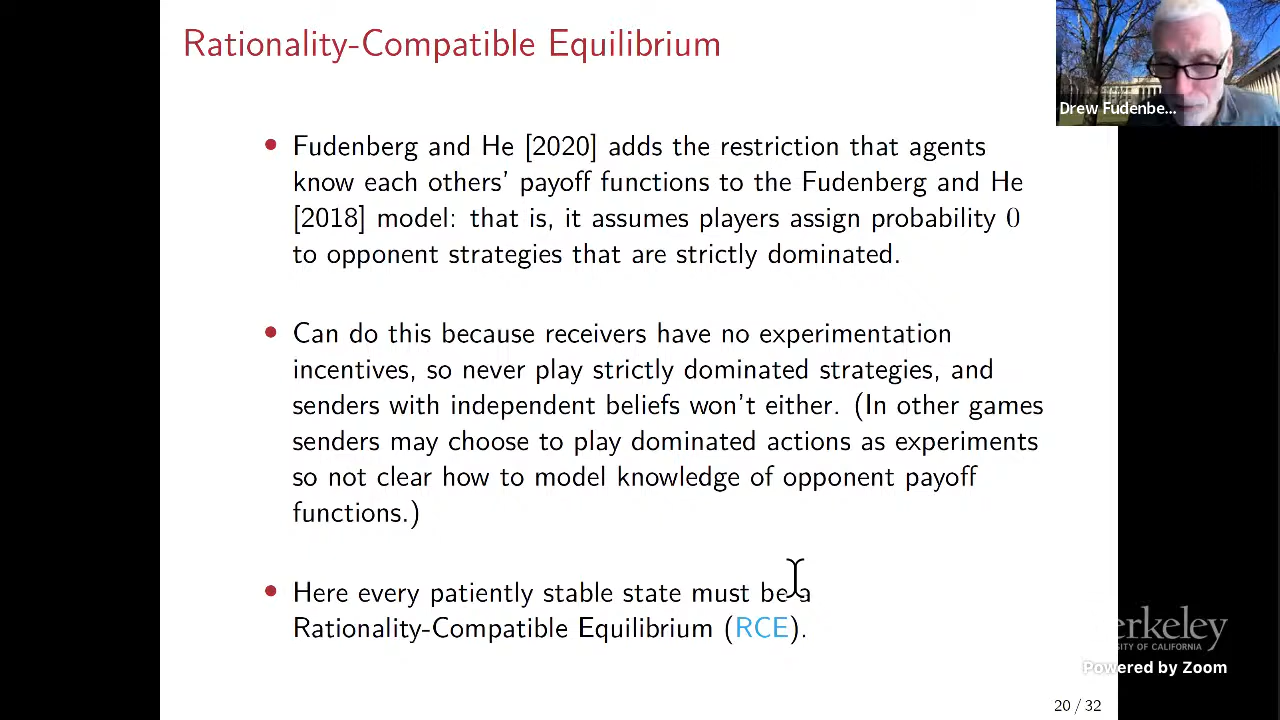 Rationality-Compatible Equilibrium
Drew Fudenbe...
• Fudenberg and He [2020] adds the restriction that agents
know each others' payoff functions to the Fudenberg and He
[2018] model: that is, it assumes players assign probability 0
to opponent strategies that are strictly dominated.
• Can do this because receivers have no experimentation
incentives, so never play strictly dominated strategies, and
senders with independent beliefs won't either. (In other games
senders may choose to play dominated actions as experiments
so not clear how to model knowledge of opponent payoff
functions.)
• Here every patiently stable state must be a
Rationality-Compatible Equilibrium (RCE).
erkeley
SITY OF CALIFORNIA
Powered by Zoom
20 / 32